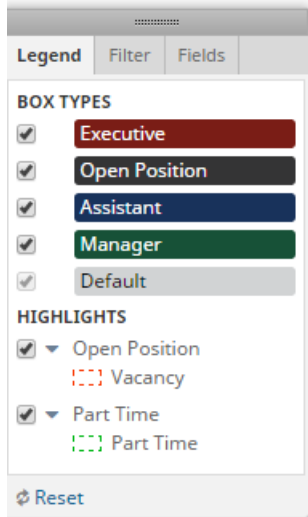 Legend Filter Fields
BOX TYPES
Executive
Open Position
Assistant
Manager
Default
HIGHLIGHTS
Open Position
Vacancy
Part Time
Part Time
Reset